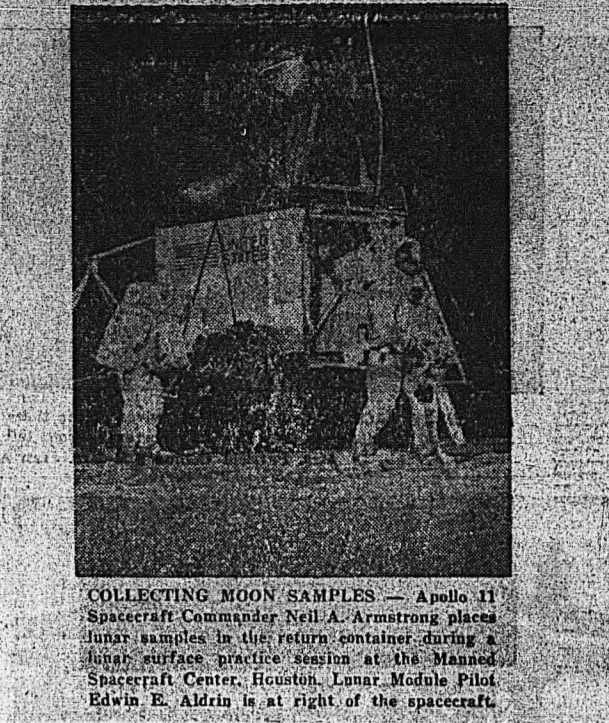 UNITED
STATES
COLLECTING MOON SAMPLES — Apollo 11
Spacecraft Commander Neil A. Armstrong places
lunar samples in the return container during a
lunar surface practice session at the Manned
Spacecraft Center, Houston. Lunar Module Pilot
Edwin E. Aldrin is at right of the spacecraft.